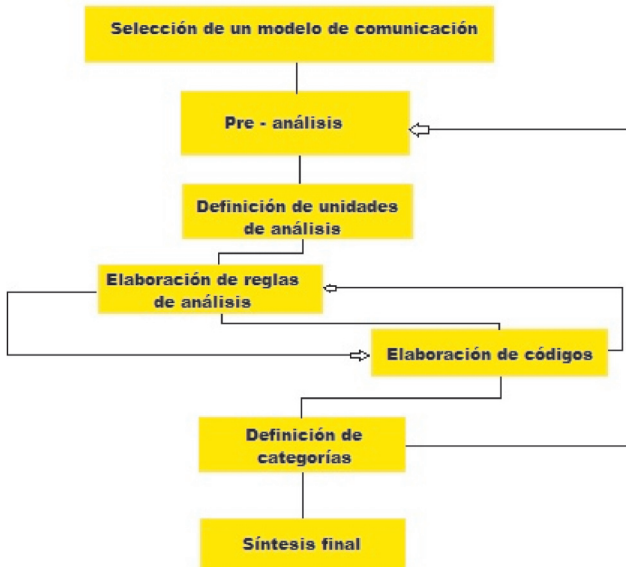 Selección de un modelo de comunicación
Pre - análisis
Definición de unidades
de análisis
Elaboración de reglas
de análisis
Elaboración de códigos
Definición de
categorías
Síntesis final